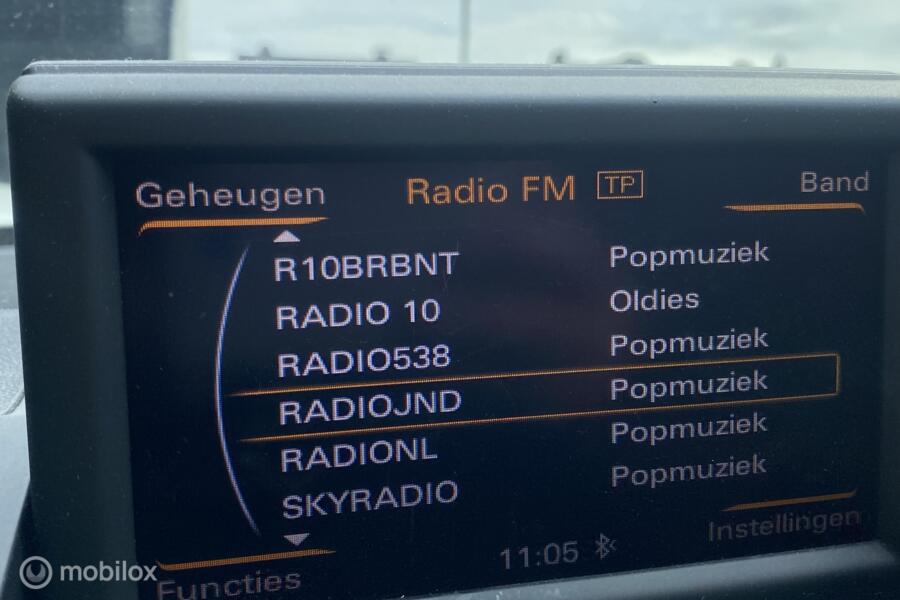 Geheugen Radio FM TP Band
R10BRBNT Popmuziek
RADIO 10 Oldies
RADIO538 Popmuziek
RADIOJND Popmuziek
RADIONL Popmuziek
SKYRADIO Popmuziek
Functies 11:05 Instellingen
mobilox